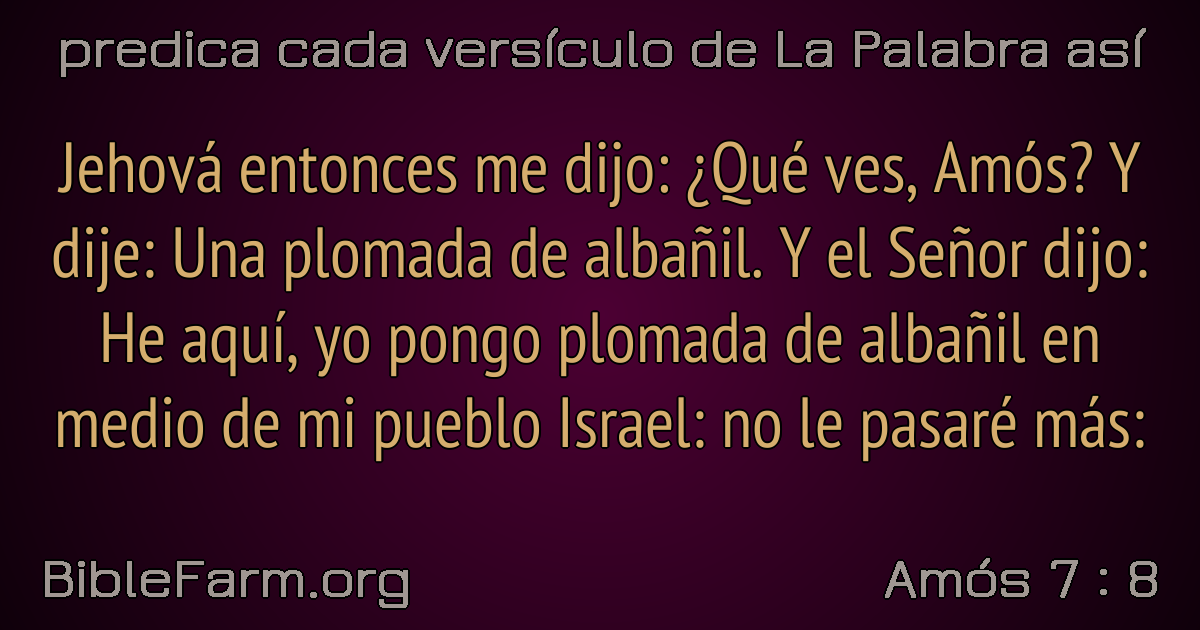 predica cada versículo de La Palabra así
Jehová entonces me dijo: ¿Qué ves, Amós? Y
dije: Una plomada de albañil. Y el Señor dijo:
He aquí, yo pongo plomada de albañil en
medio de mi pueblo Israel: no le pasaré más:
BibleFarm.org
Amós 7 : 8